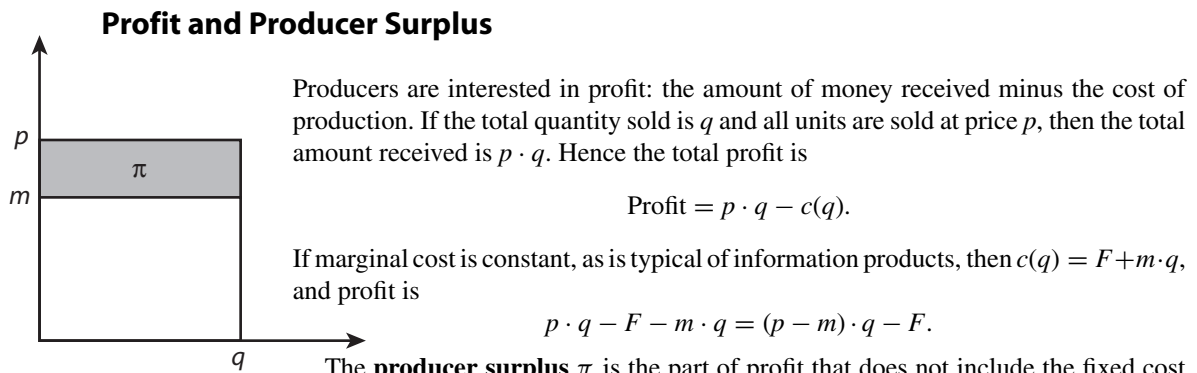 Profit and Producer Surplus
p
π
m
q
Producers are interested in profit: the amount of money received minus the cost of
production. If the total quantity sold is q and all units are sold at price p, then the total
amount received is p · q. Hence the total profit is
Profit = p · q − c(q).
If marginal cost is constant, as is typical of information products, then c(q) = F+m·q,
and profit is
p · q − F − m · q = (p − m) · q − F.
The producer surplus π is the part of profit that does not include the fixed cost